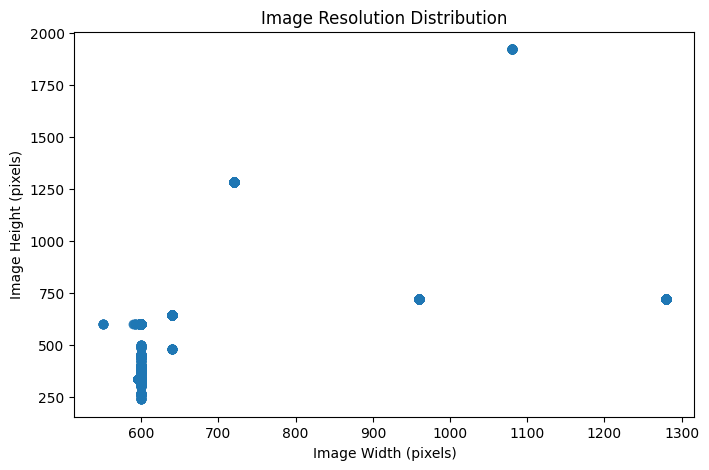 Image Resolution Distribution
2000
1750
1500
1250
1000
750
500
250
Image Height (pixels)
600 700 800 900 1000 1100 1200 1300
Image Width (pixels)